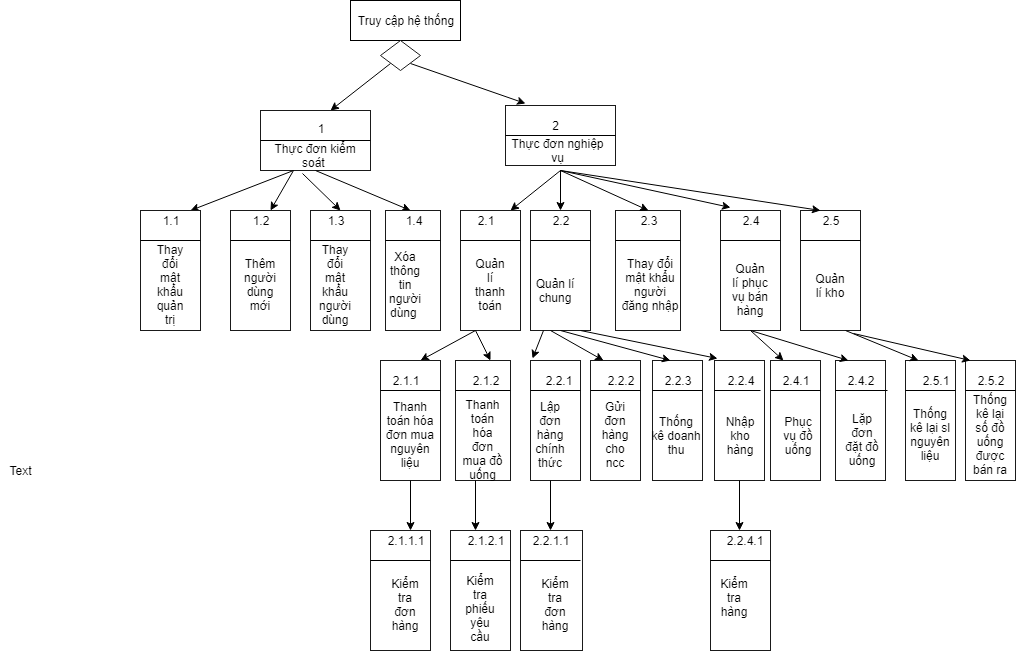 Truy cập hệ thống
1
Thực đơn kiểm
soát
2
Thực đơn nghiệp
vụ
1.1
Thay
đổi
mật
khẩu
quản
trị
1.2
Thêm
người
dùng
mới
1.3
Thay
đổi
mật
khẩu
người
dùng
1.4
Xóa
thông
tin
người
dùng
2.1
Quản
lí
thanh
toán
2.2
Quản lí
chung
2.3
Thay đổi
mật khẩu
người
đăng nhập
2.4
Quản
lí phục
vụ bán
hàng
2.5
Quản
lí kho
2.1.1
Thanh
toán hóa
đơn mua
nguyên
liệu
2.1.2
Thanh
toán
hóa
đơn
mua đồ
uống
2.2.1
Lập
đơn
hàng
chính
thức
2.2.2
Gửi
đơn
hàng
cho
ncc
2.2.3
Thống
kê doanh
thu
2.2.4
Nhập
kho
hàng
2.4.1
Phục
vụ đồ
uống
2.4.2
Lặp
đơn
đặt đồ
uống
2.5.1
Thống
kê lại sl
nguyên
liệu
2.5.2
Thống
kê lại
số đồ
uống
được
bán ra
Text
2.1.1.1
Kiểm
tra
đơn
hàng
2.1.2.1
Kiểm
tra
phiếu
yêu
cầu
2.2.1.1
Kiểm
tra
đơn
hàng
2.2.4.1
Kiểm
tra
hàng